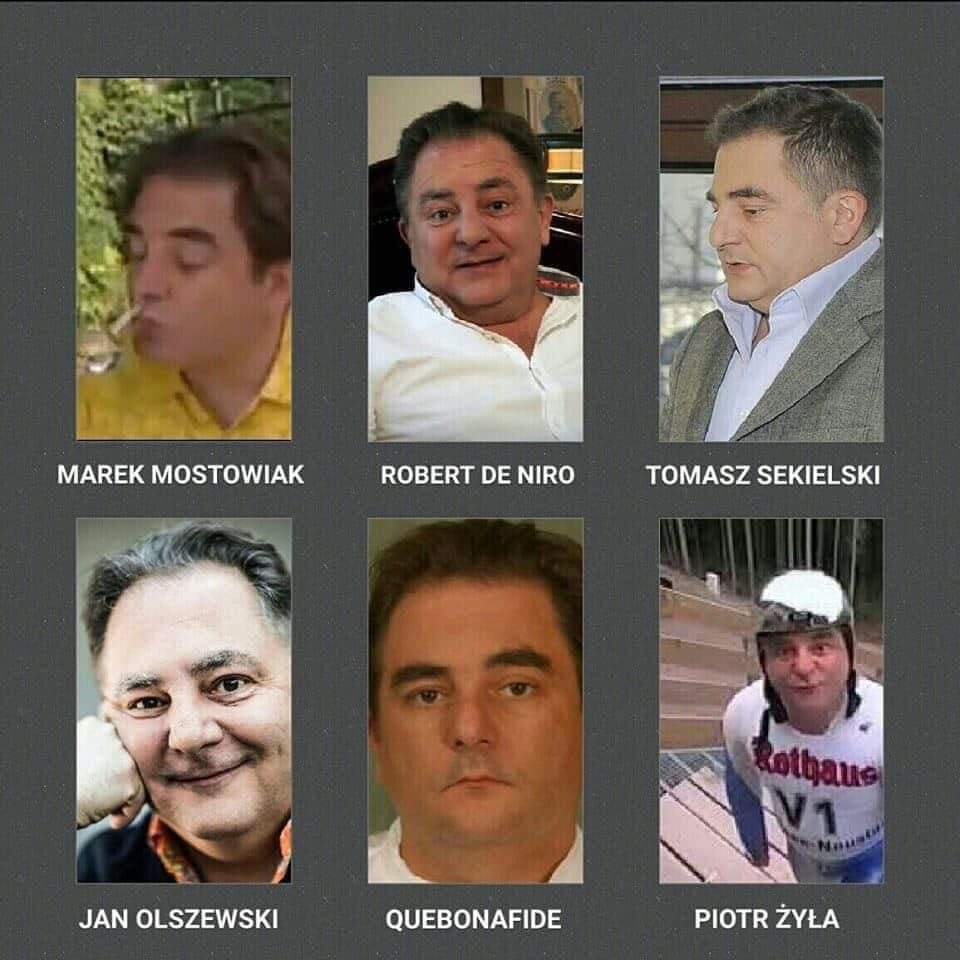 MAREK MOSTOWIAK
ROBERT DE NIRO
TOMASZ SEKIELSKI
JAN OLSZEWSKI
QUEBONAFIDE
PIOTR ŻYŁA
Rothaus
V1